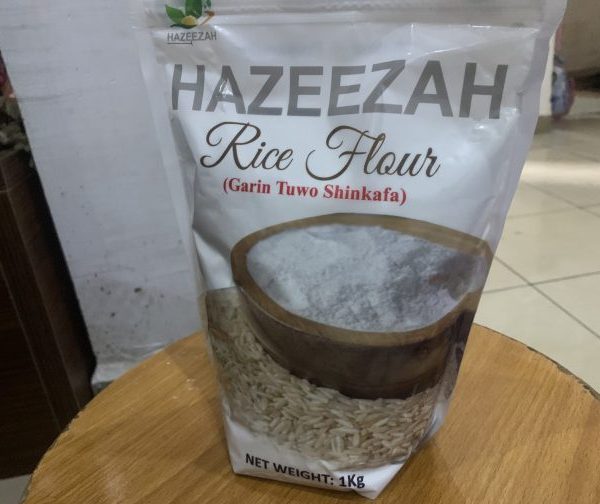 HAZEEZAH
HAZEEZAH
Rice Flour
(Garin Tuwo Shinkafa)
NET WEIGHT: 1Kg